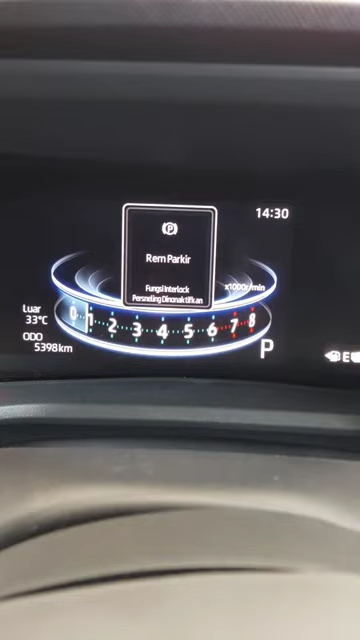 14:30
(P)
Rem Parkir
Fungsi Interlock
Persneling Dinonaktifkan
x1000r/min
0 1 2 3 4 5 6 7 8
Luar
33°C
ODO
5398km
P
E